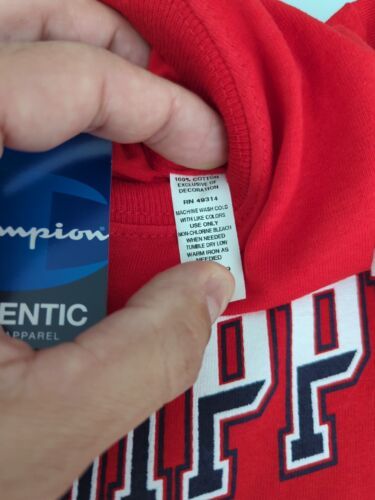 100% COTTON
EXCLUSIVE OF
DECORATION
RN 49314
MACHINE WASH COLD
WITH LIKE COLORS
USE ONLY
NON-CHLORINE BLEACH
WHEN NEEDED
TUMBLE DRY LOW
WARM IRON AS
NEEDED
mpion
ENTIC
APPAREL
IPP